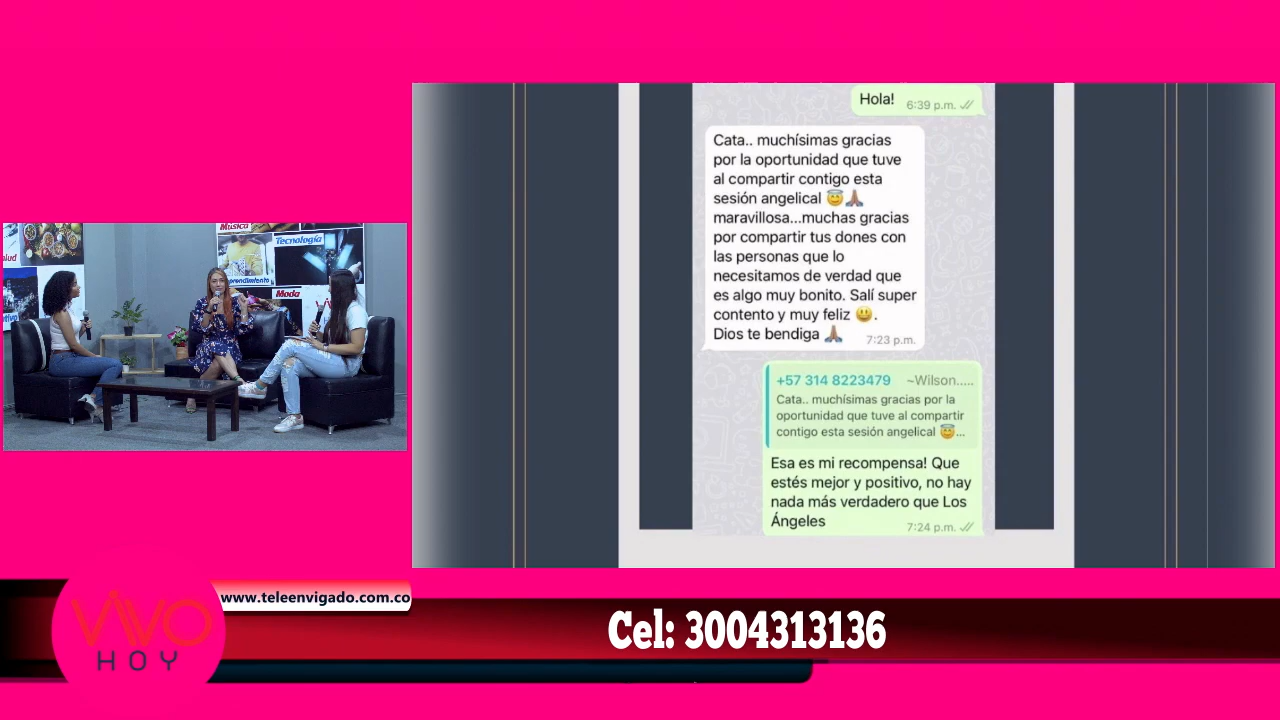 Hola!
6:39 p.m.
Cata.. muchísimas gracias
por la oportunidad que tuve
al compartir contigo esta
sesión angelical 😇🙏🏽
maravillosa...muchas gracias
por compartir tus dones con
las personas que lo
necesitamos de verdad que
es algo muy bonito. Salí super
contento y muy feliz 😃.
Dios te bendiga 🙏🏽
7:23 p.m.
+57 314 8223479 ~Wilson.....
Cata.. muchísimas gracias por la
oportunidad que tuve al compartir
contigo esta sesión angelical 😇...
Esa es mi recompensa! Que
estés mejor y positivo, no hay
nada más verdadero que Los
Ángeles
7:24 p.m.
Música
Tecnología
Moda
www.teleenvigado.com.co
VIVO
HOY
Cel: 3004313136